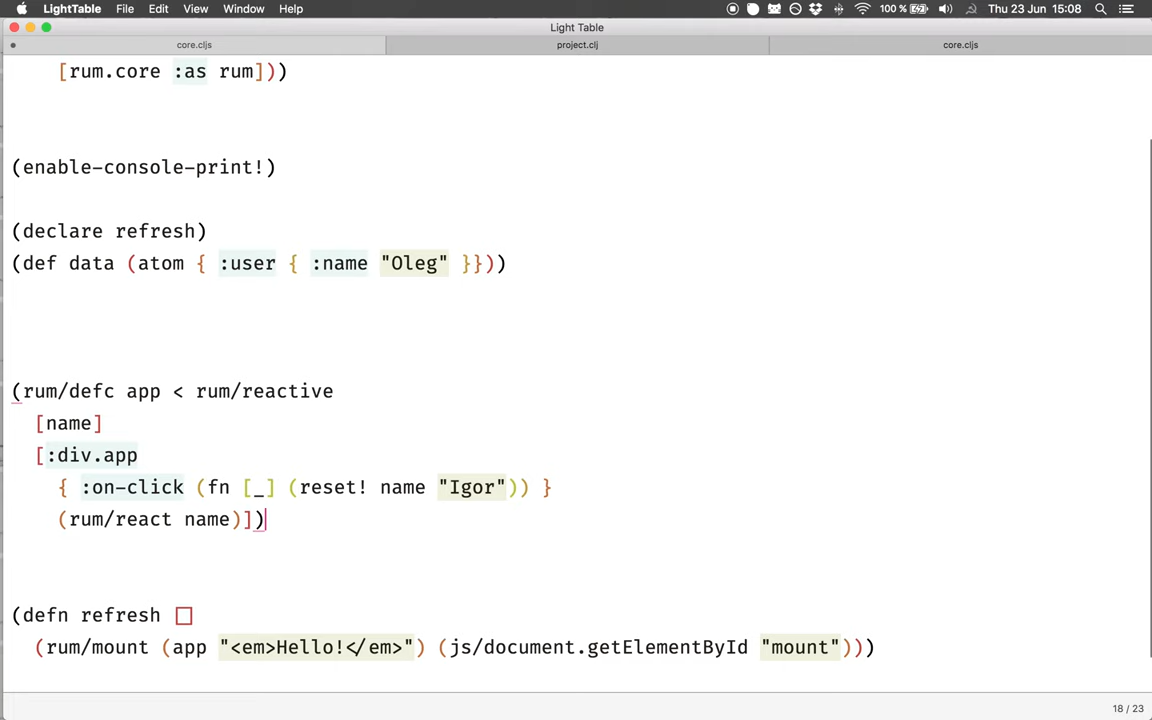 LightTable File Edit View Window Help 100 % Thu 23 Jun 15:08
Light Table
core.cljs project.clj core.cljs
[rum.core :as rum]))
(enable-console-print!)
(declare refresh)
(def data (atom { :user { :name "Oleg" }}))
(rum/defc app < rum/reactive
[name]
[:div.app
{ :on-click (fn [_] (reset! name "Igor")) }
(rum/react name)])
(defn refresh []
(rum/mount (app "<em>Hello!</em>") (js/document.getElementById "mount")))
18 / 23